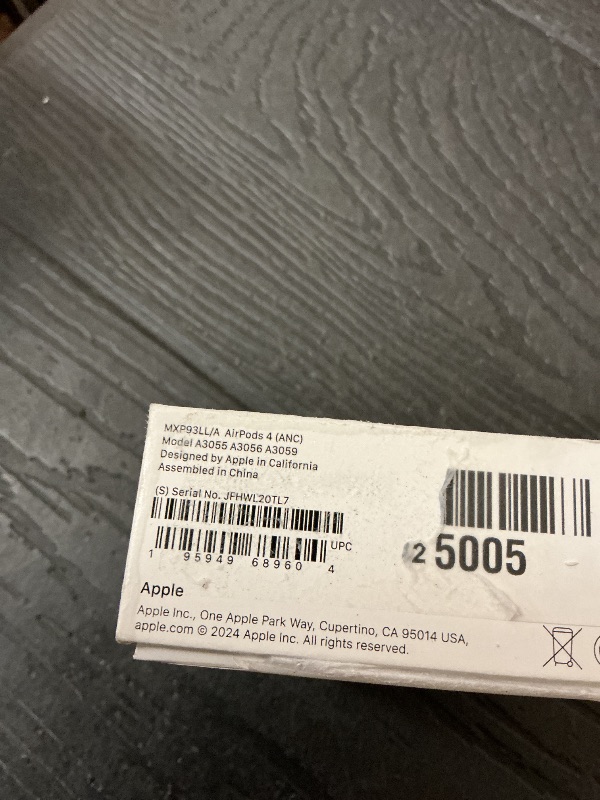 MXP93LL/A AirPods 4 (ANC)
Model A3055 A3056 A3059
Designed by Apple in California
Assembled in China
(S) Serial No. JFHWL20TL7
UPC
1 95949 68960 4
25005
Apple
Apple Inc., One Apple Park Way, Cupertino, CA 95014 USA,
apple.com © 2024 Apple Inc. All rights reserved.